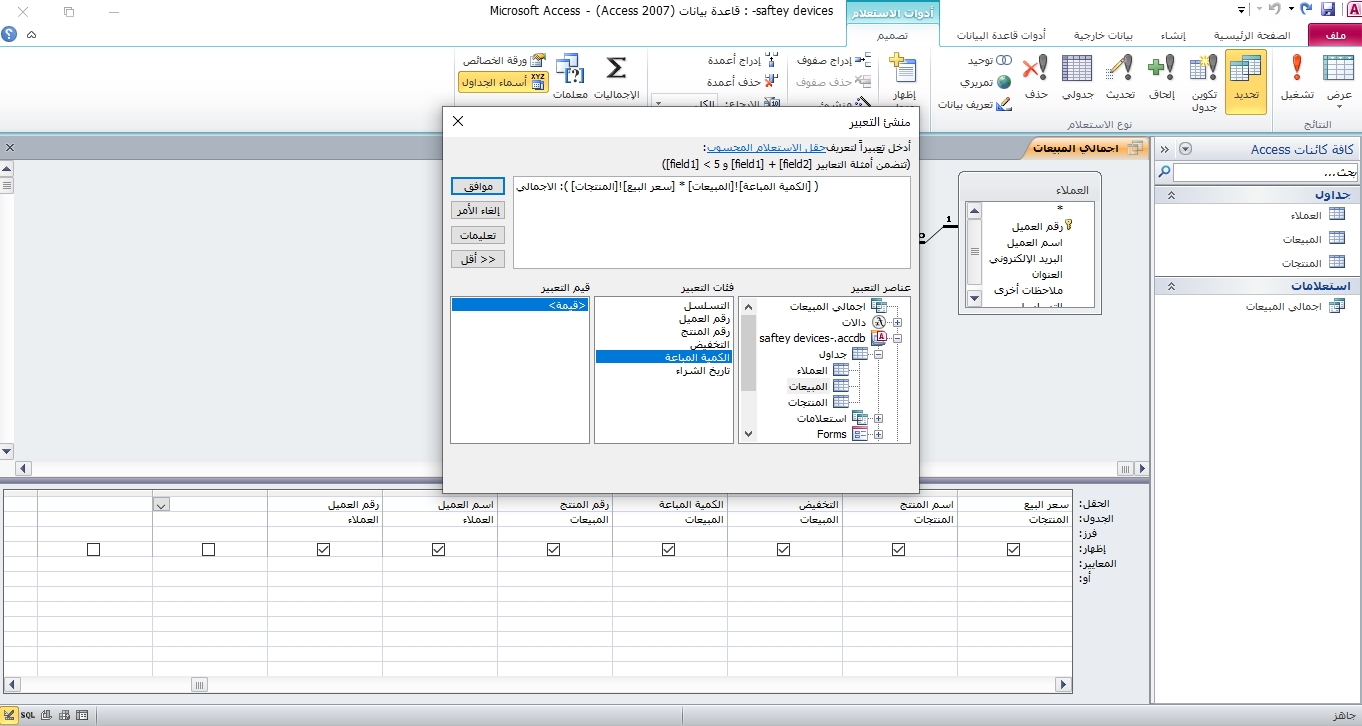 saftey devices- : قاعدة بيانات (Access 2007) - Microsoft Access
أدوات الاستعلام
ملف
الصفحة الرئيسية
إنشاء
بيانات خارجية
أدوات قاعدة البيانات
تصميم
عرض
تشغيل
النتائج
تحديد
تكوين جدول
إلحاق
تحديث
جدولي
حذف
توحيد
تمريري
تعريف بيانات
نوع الاستعلام
إظهار
إدراج صفوف
حذف صفوف
منشئ
إدراج أعمدة
حذف أعمدة
الإرجاع:
الكل
الإجماليات
معلمات
ورقة الخصائص
أسماء الجداول
كافة كائنات Access
بحث...
جداول
العملاء
المبيعات
المنتجات
استعلامات
اجمالي المبيعات
اجمالي المبيعات
العملاء
*
رقم العميل
اسم العميل
البريد الإلكتروني
العنوان
ملاحظات أخرى
1
منشئ التعبير
أدخل تعبيراً لتعريف حقل الاستعلام المحسوب:
(تتضمن أمثلة التعابير [field1] + [field2] و [field1] < 5)
الاجمالي :( [المنتجات]![سعر البيع] * [المبيعات]![الكمية المباعة] )
موافق
إلغاء الأمر
تعليمات
<< أقل
عناصر التعبير
اجمالي المبيعات
دالات
saftey devices-.accdb
جداول
العملاء
المبيعات
المنتجات
استعلامات
Forms
فئات التعبير
التسلسل
رقم العميل
رقم المنتج
التخفيض
الكمية المباعة
تاريخ الشراء
قيم التعبير
<قيمة>
الحقل: سعر البيع اسم المنتج التخفيض الكمية المباعة رقم المنتج اسم العميل رقم العميل
الجدول: المنتجات المنتجات المبيعات المبيعات المبيعات العملاء العملاء
فرز:
إظهار:
المعايير:
أو:
جاهز
SQL